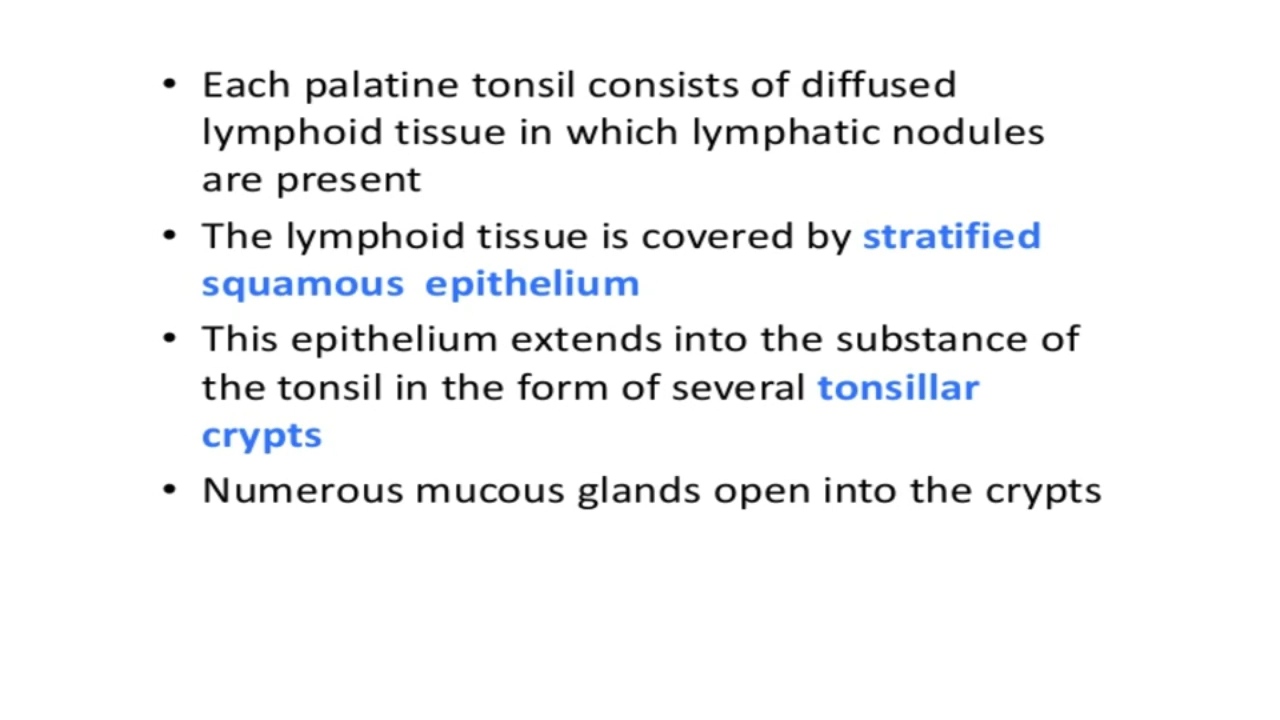 • Each palatine tonsil consists of diffused
lymphoid tissue in which lymphatic nodules
are present
• The lymphoid tissue is covered by stratified
squamous  epithelium
• This epithelium extends into the substance of
the tonsil in the form of several tonsillar
crypts
• Numerous mucous glands open into the crypts